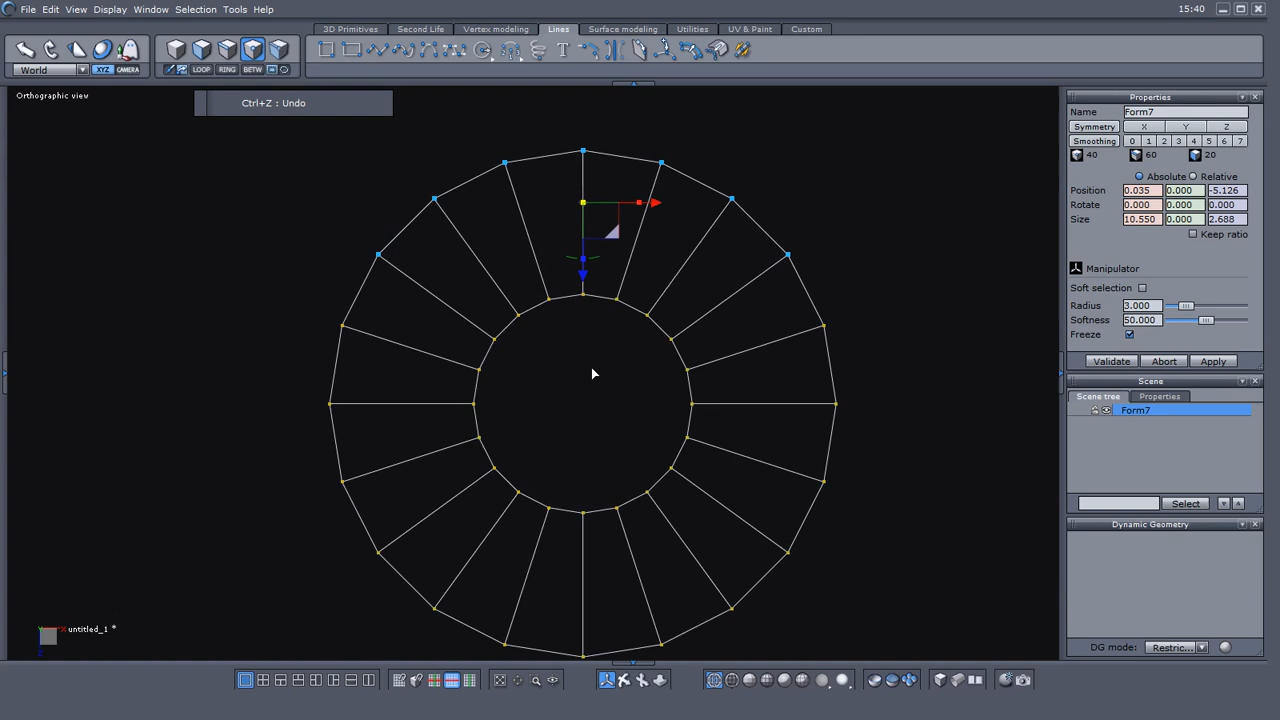 File Edit View Display Window Selection Tools Help
15:40
3D Primitives Second Life Vertex modeling Lines Surface modeling Utilities UV & Paint Custom
World XYZ CAMERA
LOOP RING BETW
Orthographic view
Ctrl+Z : Undo
Properties
Name Form7
Symmetry X Y Z
Smoothing 0 1 2 3 4 5 6 7
40 60 20
Absolute Relative
Position 0.035 0.000 -5.126
Rotate 0.000 0.000 0.000
Size 10.550 0.000 2.688
Keep ratio
Manipulator
Soft selection
Radius 3.000
Softness 50.000
Freeze
Validate Abort Apply
Scene
Scene tree Properties
Form7
Select
Dynamic Geometry
untitled_1 *
DG mode: Restric...